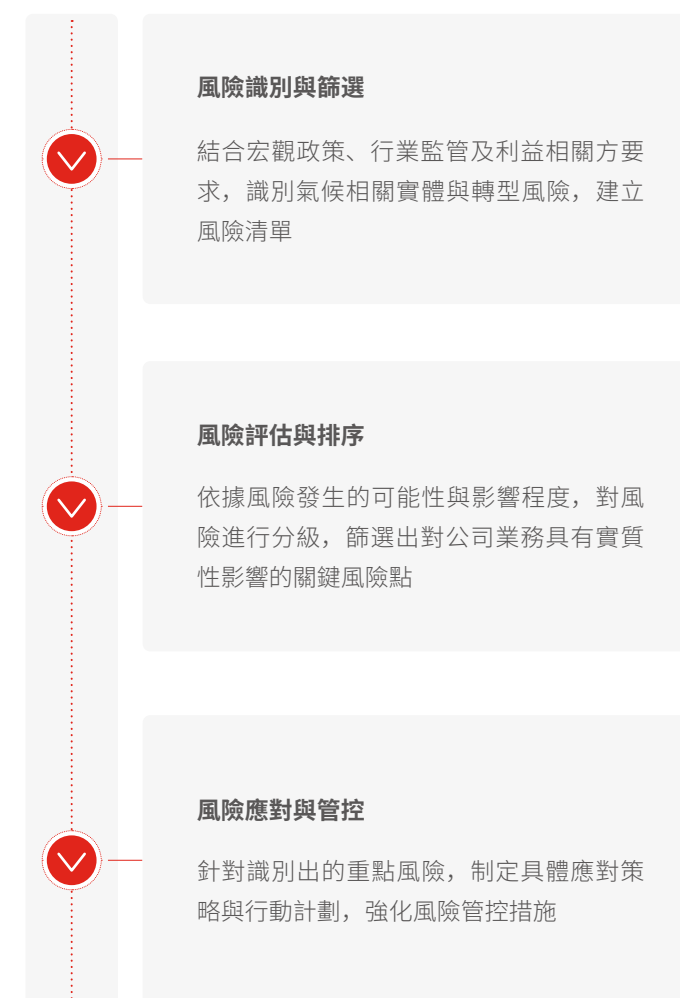 風險識別與篩選
結合宏觀政策、行業監管及利益相關方要
求，識別氣候相關實體與轉型風險，建立
風險清單
風險評估與排序
依據風險發生的可能性與影響程度，對風
險進行分級，篩選出對公司業務具有實質
性影響的關鍵風險點
風險應對與管控
針對識別出的重點風險，制定具體應對策
略與行動計劃，強化風險管控措施